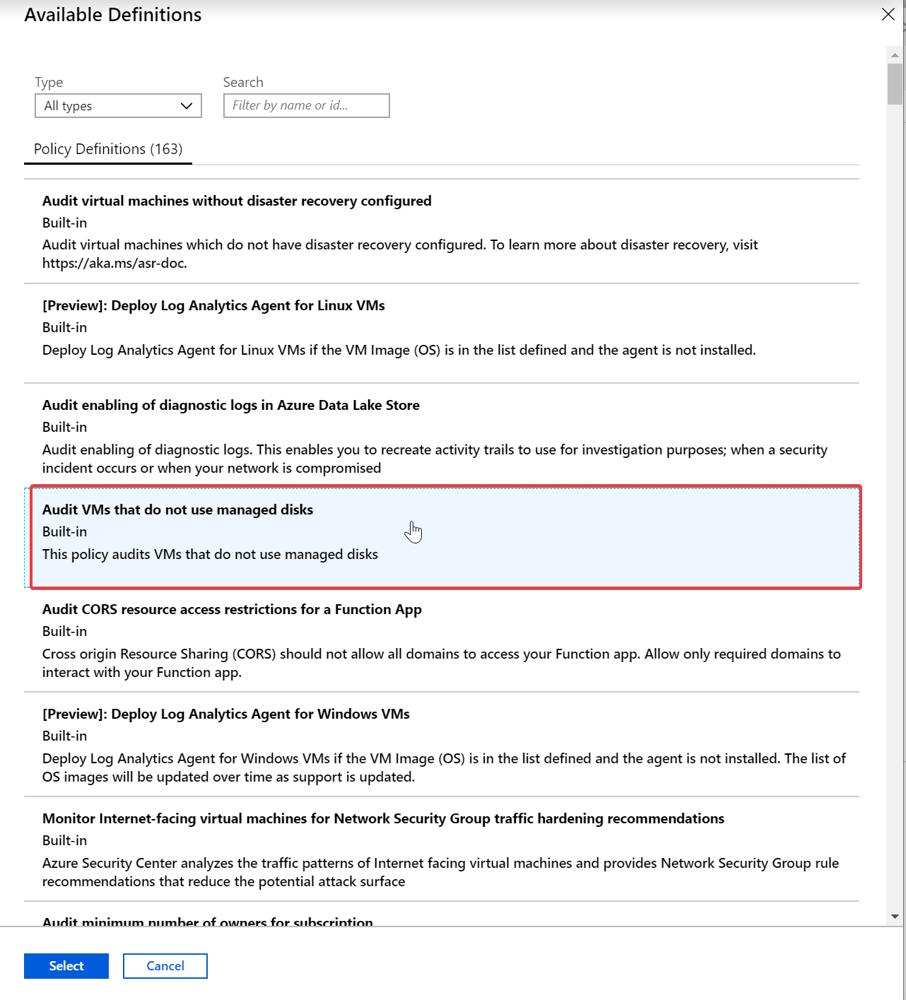 Available Definitions
Type
Search
All types
Filter by name or id...
Policy Definitions (163)
Audit virtual machines without disaster recovery configured
Built-in
Audit virtual machines which do not have disaster recovery configured. To learn more about disaster recovery, visit
https://aka.ms/asr-doc.
[Preview]: Deploy Log Analytics Agent for Linux VMs
Built-in
Deploy Log Analytics Agent for Linux VMs if the VM Image (OS) is in the list defined and the agent is not installed.
Audit enabling of diagnostic logs in Azure Data Lake Store
Built-in
Audit enabling of diagnostic logs. This enables you to recreate activity trails to use for investigation purposes; when a security
incident occurs or when your network is compromised
Audit VMs that do not use managed disks
Built-in
This policy audits VMs that do not use managed disks
Audit CORS resource access restrictions for a Function App
Built-in
Cross origin Resource Sharing (CORS) should not allow all domains to access your Function app. Allow only required domains to
interact with your Function app.
[Preview]: Deploy Log Analytics Agent for Windows VMs
Built-in
Deploy Log Analytics Agent for Windows VMs if the VM Image (OS) is in the list defined and the agent is not installed. The list of
OS images will be updated over time as support is updated.
Monitor Internet-facing virtual machines for Network Security Group traffic hardening recommendations
Built-in
Azure Security Center analyzes the traffic patterns of Internet facing virtual machines and provides Network Security Group rule
recommendations that reduce the potential attack surface
Audit minimum number of owners for subscription
Select
Cancel